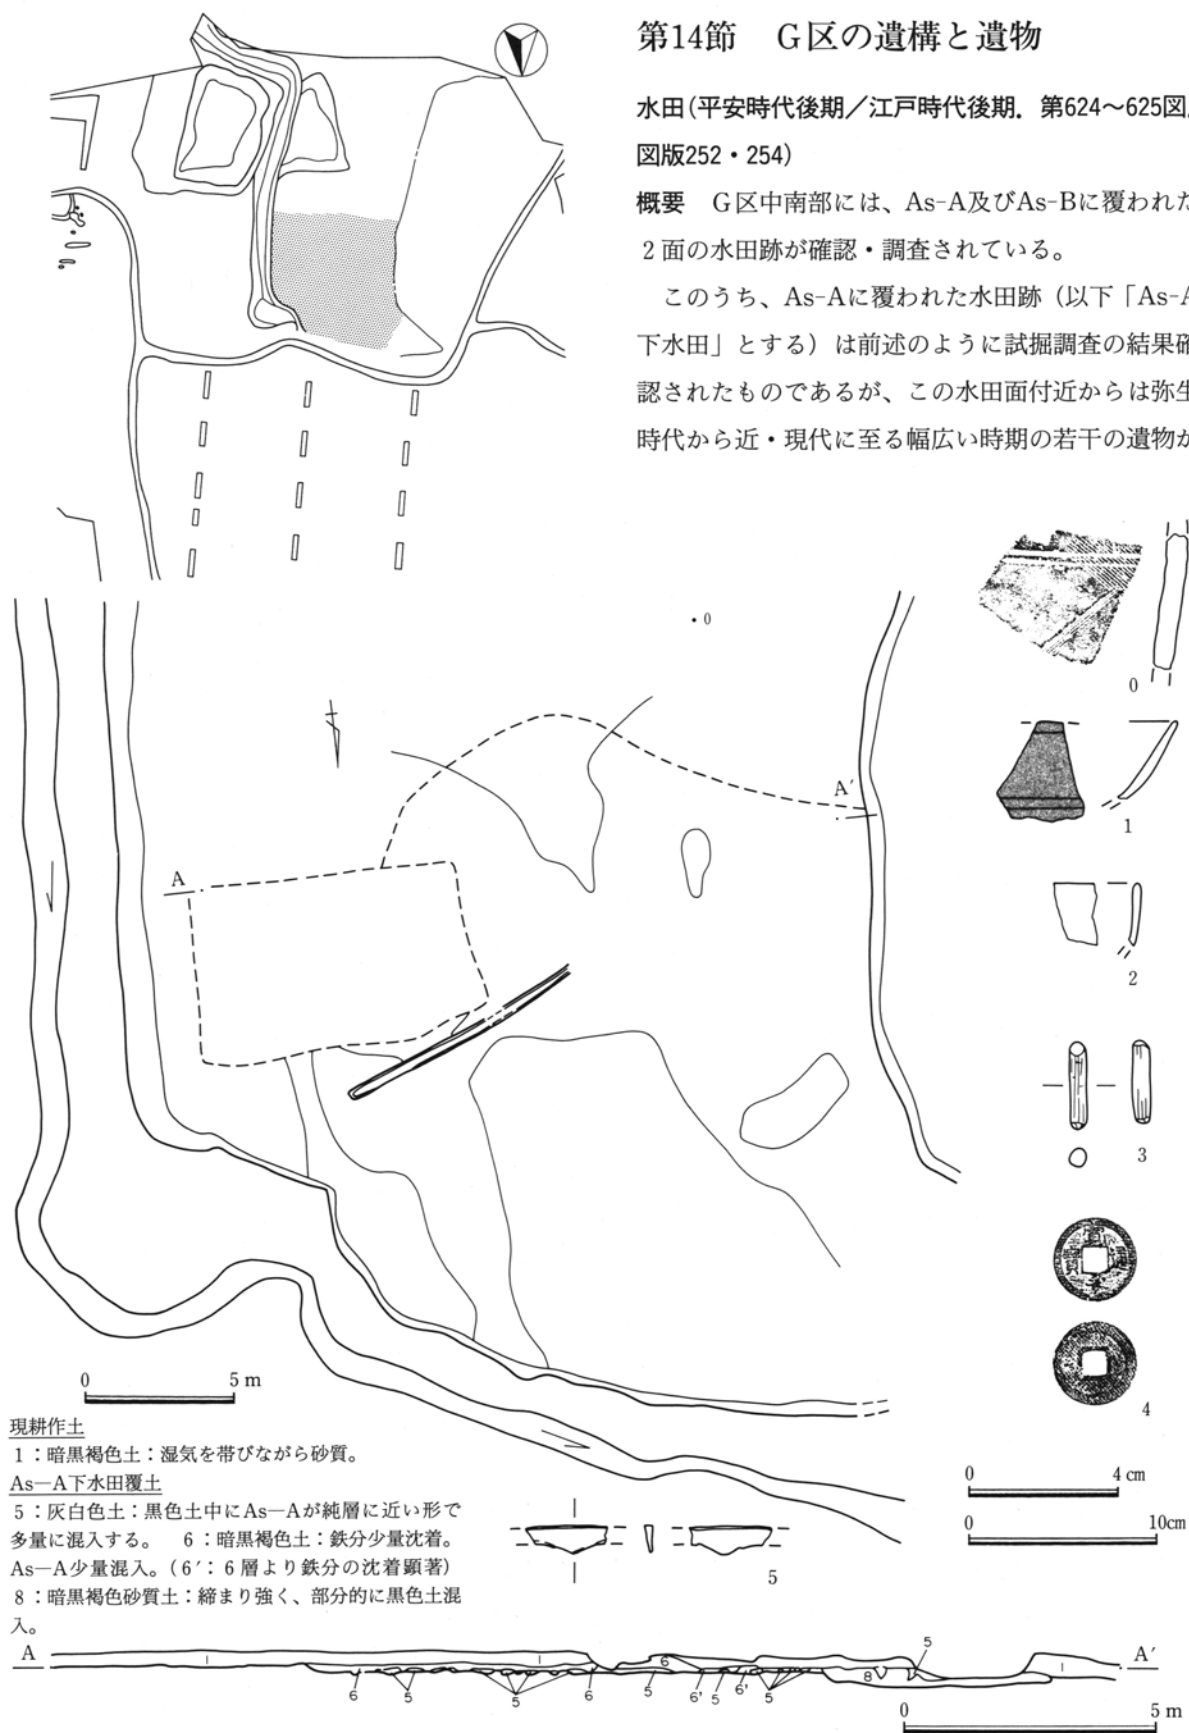 第14節　G区の遺構と遺物
水田(平安時代後期／江戸時代後期．第624～625図
図版252・254)
概要　G区中南部には、As-A及びAs-Bに覆われた
２面の水田跡が確認・調査されている。
このうち、As-Aに覆われた水田跡（以下「As-A
下水田」とする）は前述のように試掘調査の結果確
認されたものであるが、この水田面付近からは弥生
時代から近・現代に至る幅広い時期の若干の遺物が
0
0
A′
1
A
2
3
4
0　5 m
現耕作土
1：暗黒褐色土：湿気を帯びながら砂質。
As—A下水田覆土
5：灰白色土：黒色土中にAs—Aが純層に近い形で
多量に混入する。　6：暗黒褐色土：鉄分少量沈着。
As—A少量混入。(6′：6層より鉄分の沈着顕著)
8：暗黒褐色砂質土：締まり強く、部分的に黒色土混
入。
0　4 cm
0　10cm
5
A　1　1　6　8　5　1　A′
6　5　5　6　5　6′　5　6′　5
0　5 m